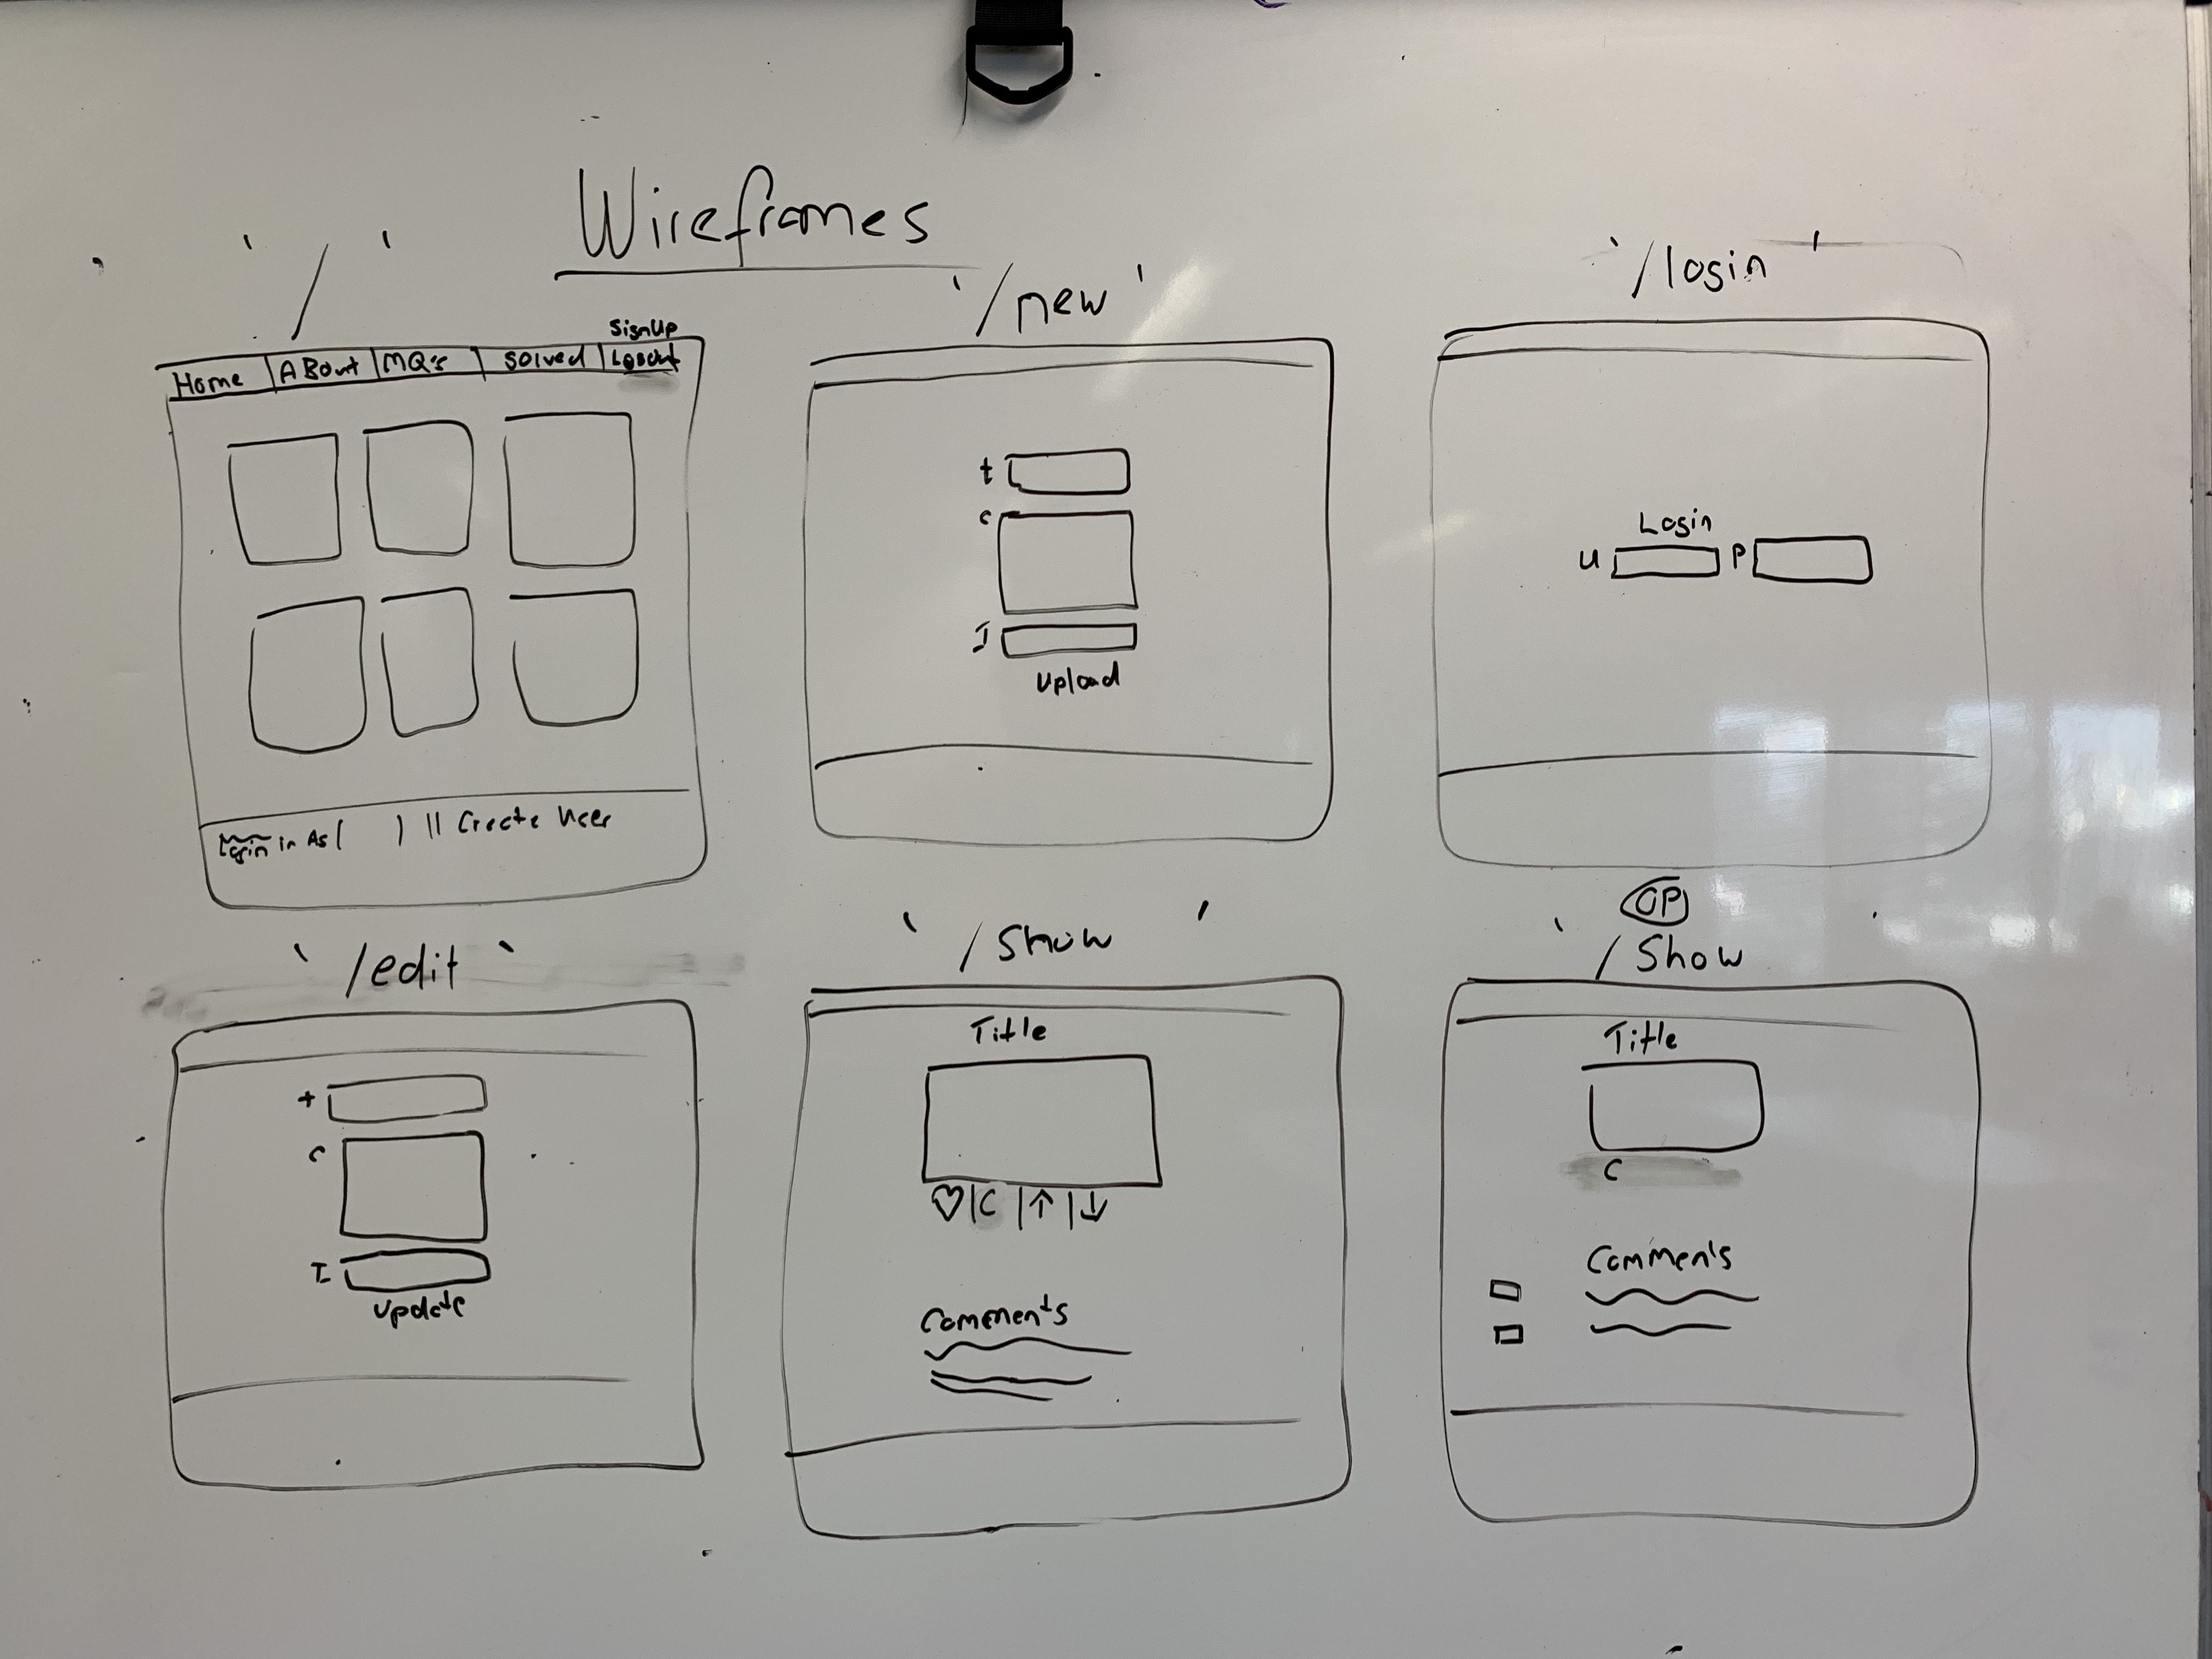 Wireframes
' / '
SignUp
Home | ABout | MQ's | Solved | Logout
Login in As ( ) || Create User
' /new '
t
c
I
Upload
' /login '
Login
U P
' /edit '
t
c
I
Update
' /Show '
Title
♡ | C | ↑ | ↓
Comments
OP
' /Show
Title
C
Comments